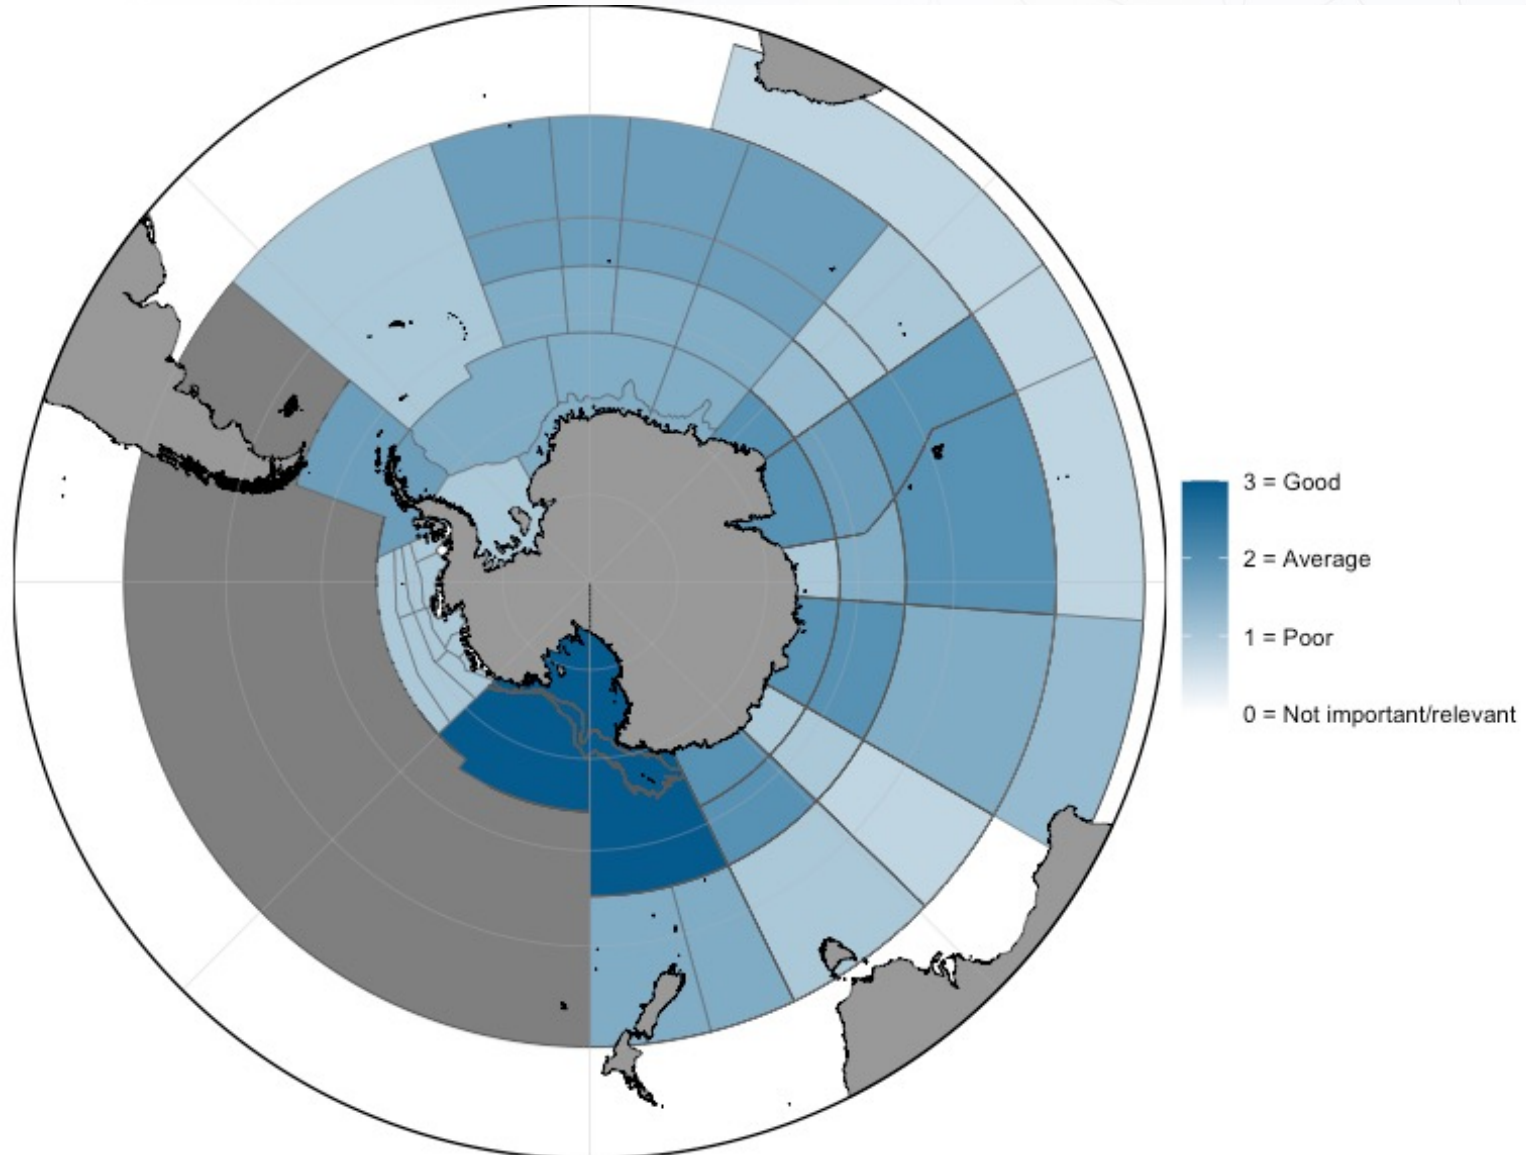 3 = Good
2 = Average
1 = Poor
0 = Not important/relevant